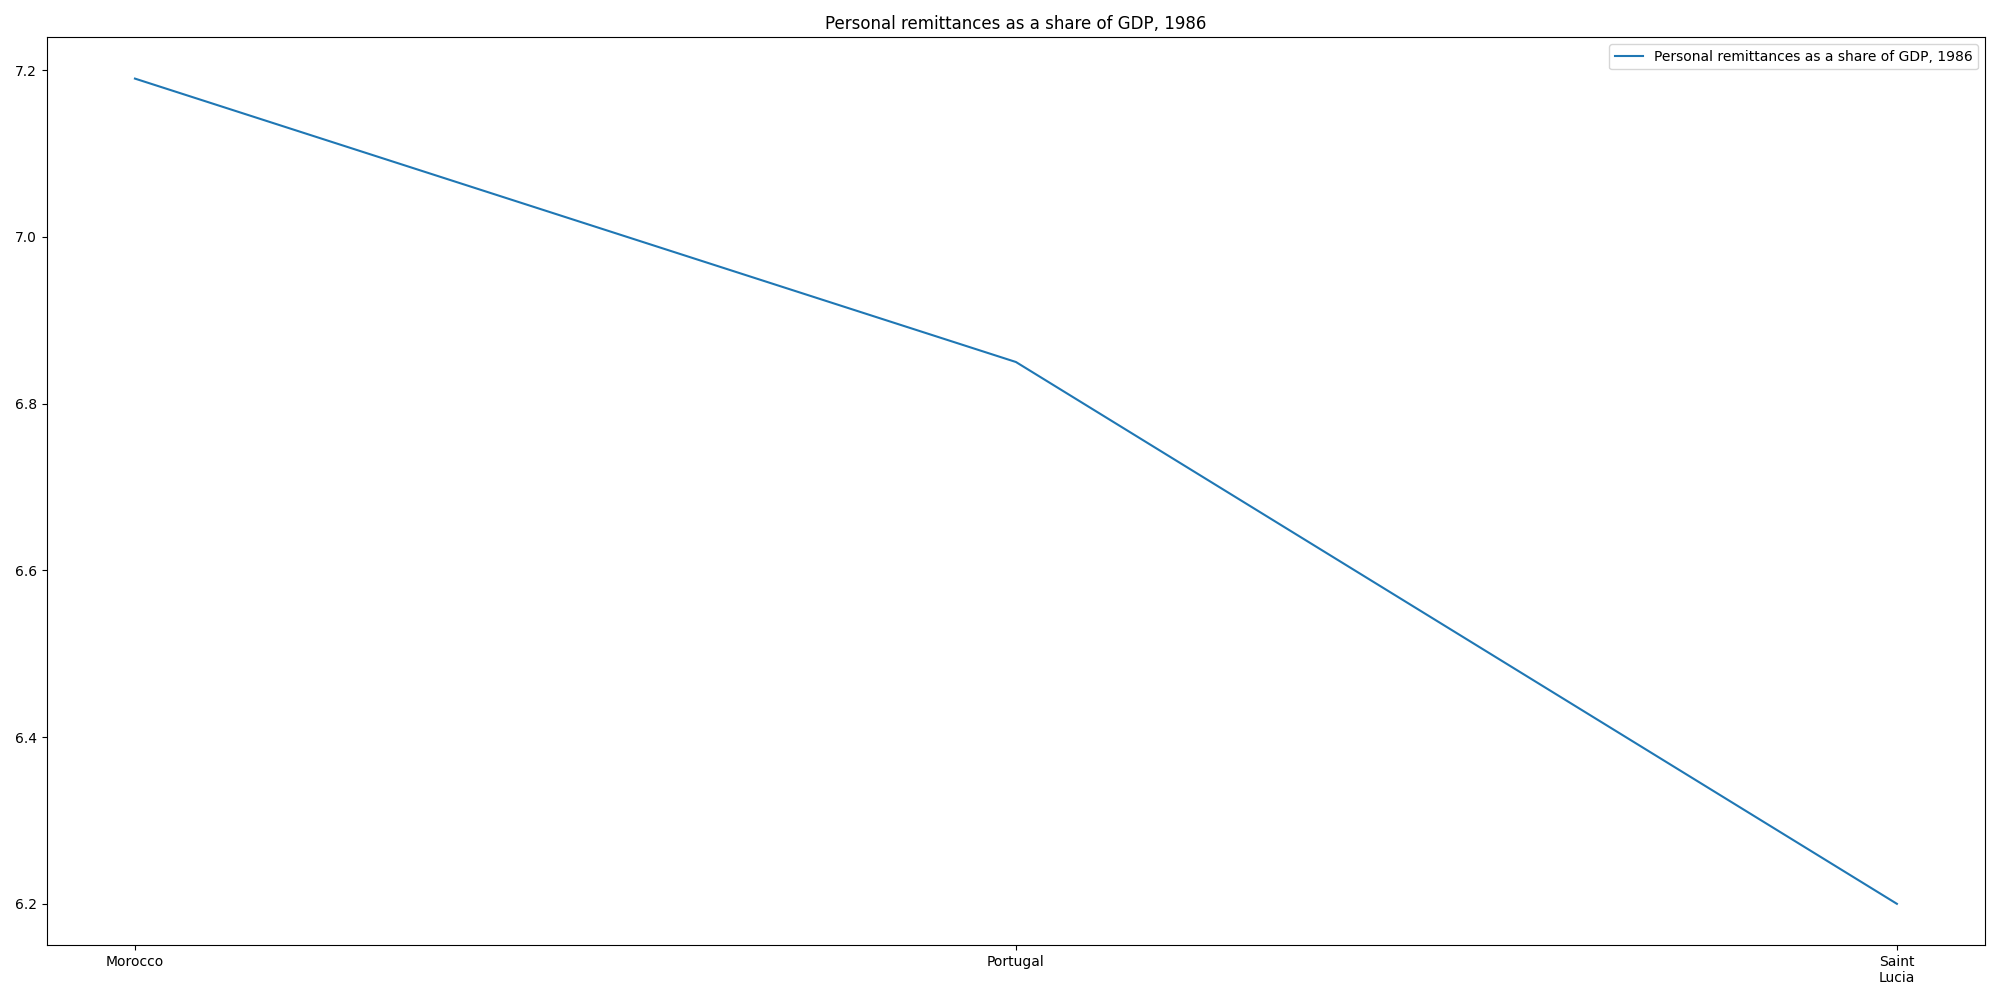 Personal remittances as a share of GDP, 1986
Personal remittances as a share of GDP, 1986
7.2
7.0
6.8
6.6
6.4
6.2
Morocco
Portugal
Saint
Lucia